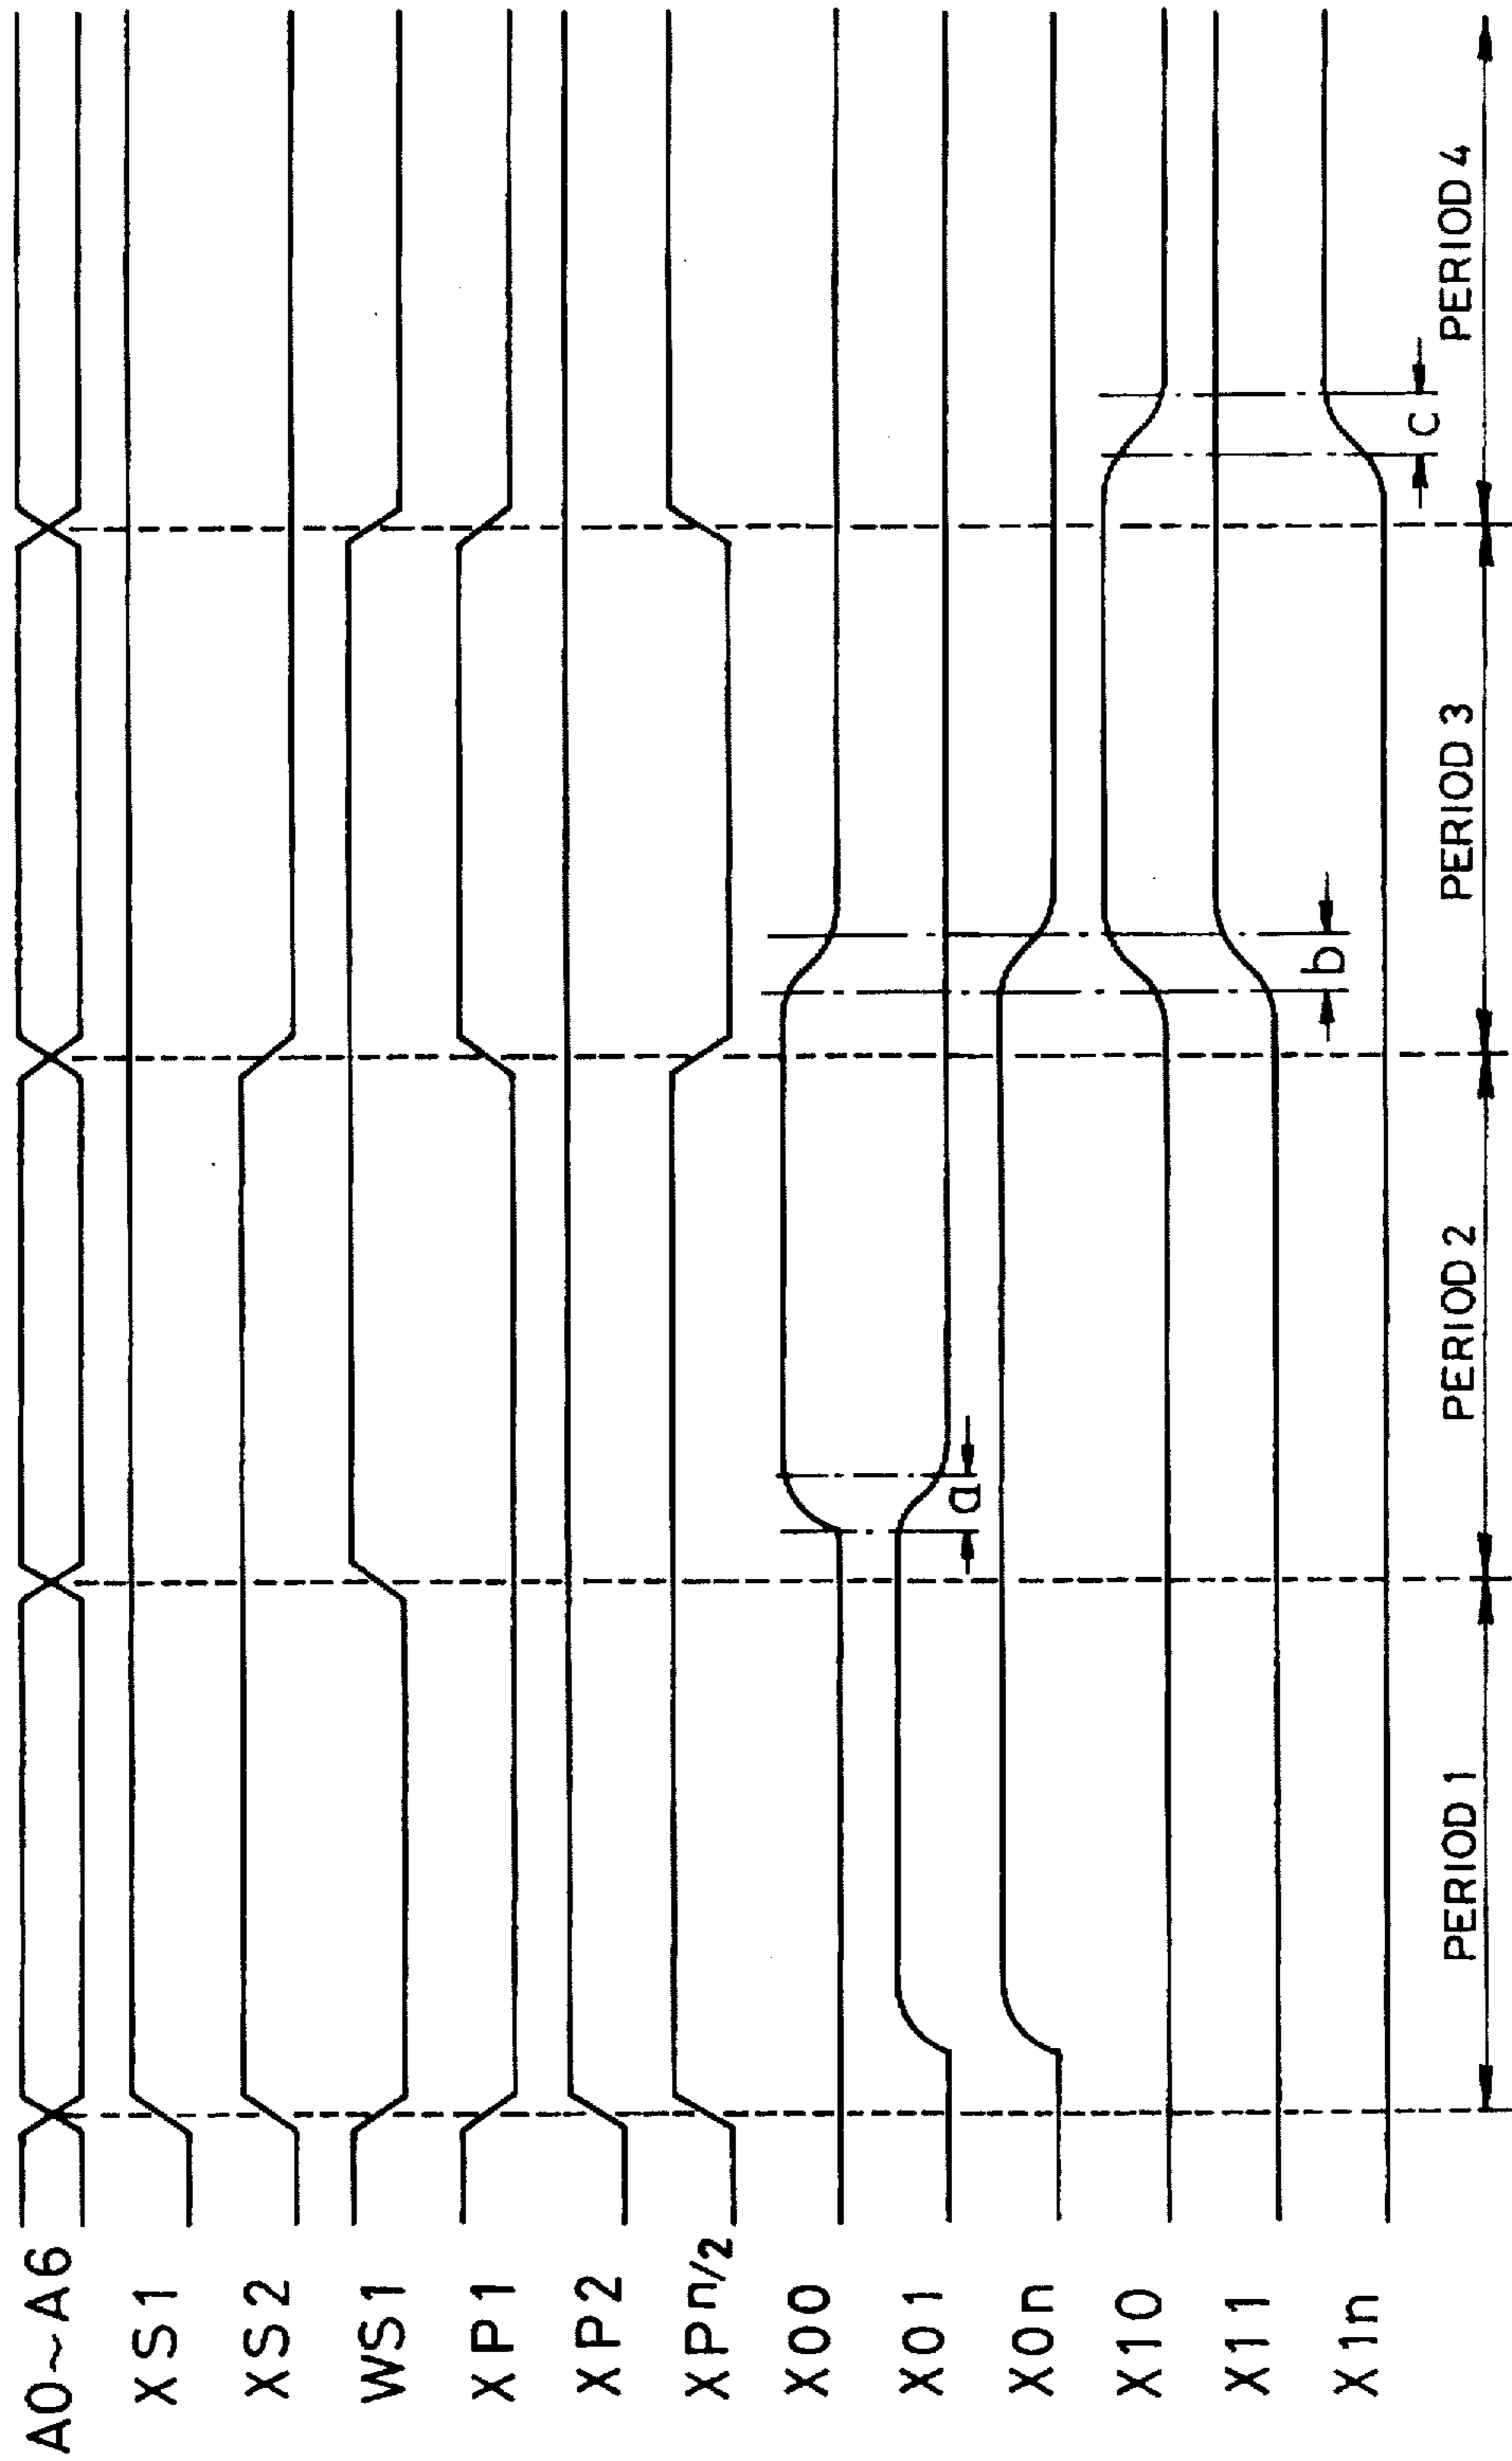 A0~A6
XS1
XS2
WS1
XP1
XP2
XPn/2
X00
X01
X0n
X10
X11
X1n
a
b
c
PERIOD 1
PERIOD 2
PERIOD 3
PERIOD 4